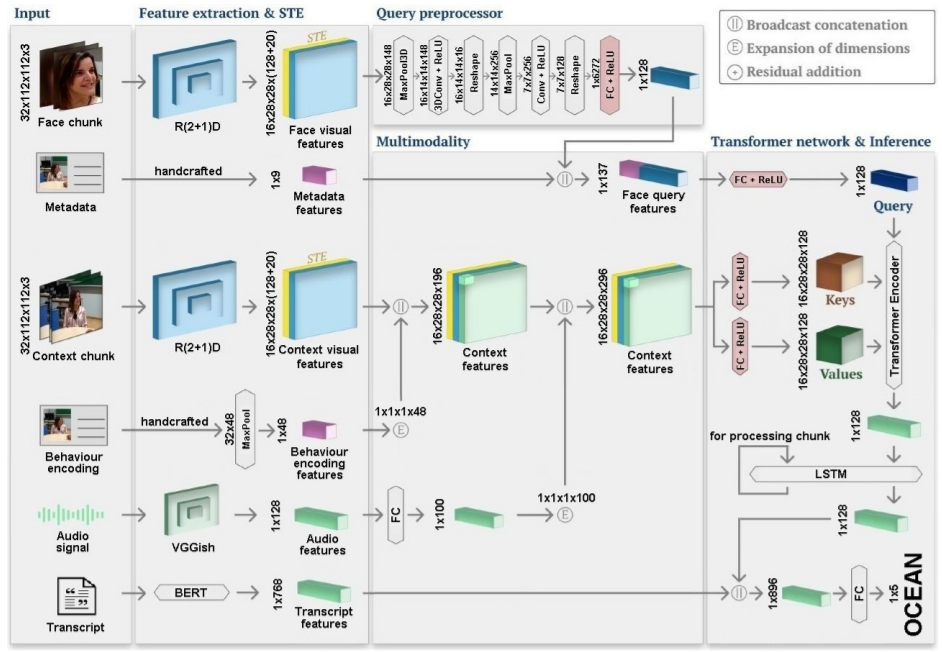 Input
Feature extraction & STE
Query preprocessor
Broadcast concatenation
Expansion of dimensions
Residual addition
32x112x112x3
Face chunk
R(2+1)D
16x28x28x(128+20)
STE
Face visual
features
16x28x28x148
MaxPool3D
16x14x14x148
3DConv + ReLU
16x14x14x16
Reshape
14x14x256
MaxPool
7x7x256
Conv + ReLU
7x7x128
Reshape
1x6272
FC + ReLU
1x128
Multimodality
Transformer network & Inference
Metadata
handcrafted
1x9
Metadata
features
||
1x137
Face query
features
FC + ReLU
1x128
Query
32x112x112x3
Context chunk
R(2+1)D
16x28x28x(128+20)
STE
Context visual
features
||
16x28x28x196
Context
features
||
16x28x28x296
Context
features
FC + ReLU
16x28x28x128
Keys
FC + ReLU
16x28x28x128
Values
Transformer Encoder
Behaviour
encoding
handcrafted
32x48
MaxPool
1x48
Behaviour
encoding
features
E
1x1x1x48
1x128
for processing chunk
LSTM
Audio
signal
VGGish
1x128
Audio
features
FC
1x100
E
1x1x1x100
1x128
Transcript
BERT
1x768
Transcript
features
||
1x896
FC
1x5
OCEAN